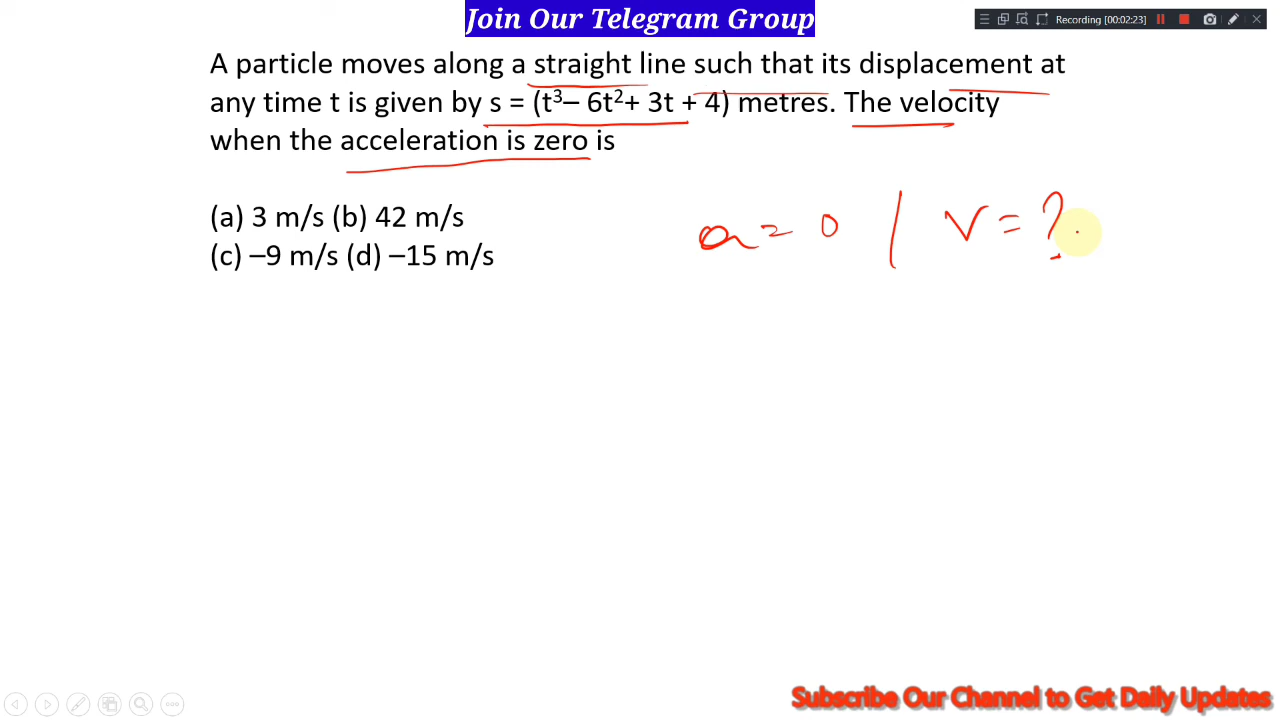 Join Our Telegram Group
Recording [00:02:23]
A particle moves along a straight line such that its displacement at
any time t is given by s = (t³– 6t²+ 3t + 4) metres. The velocity
when the acceleration is zero is
(a) 3 m/s (b) 42 m/s
(c) –9 m/s (d) –15 m/s
a = 0 / v = ?
Subscribe Our Channel to Get Daily Updates